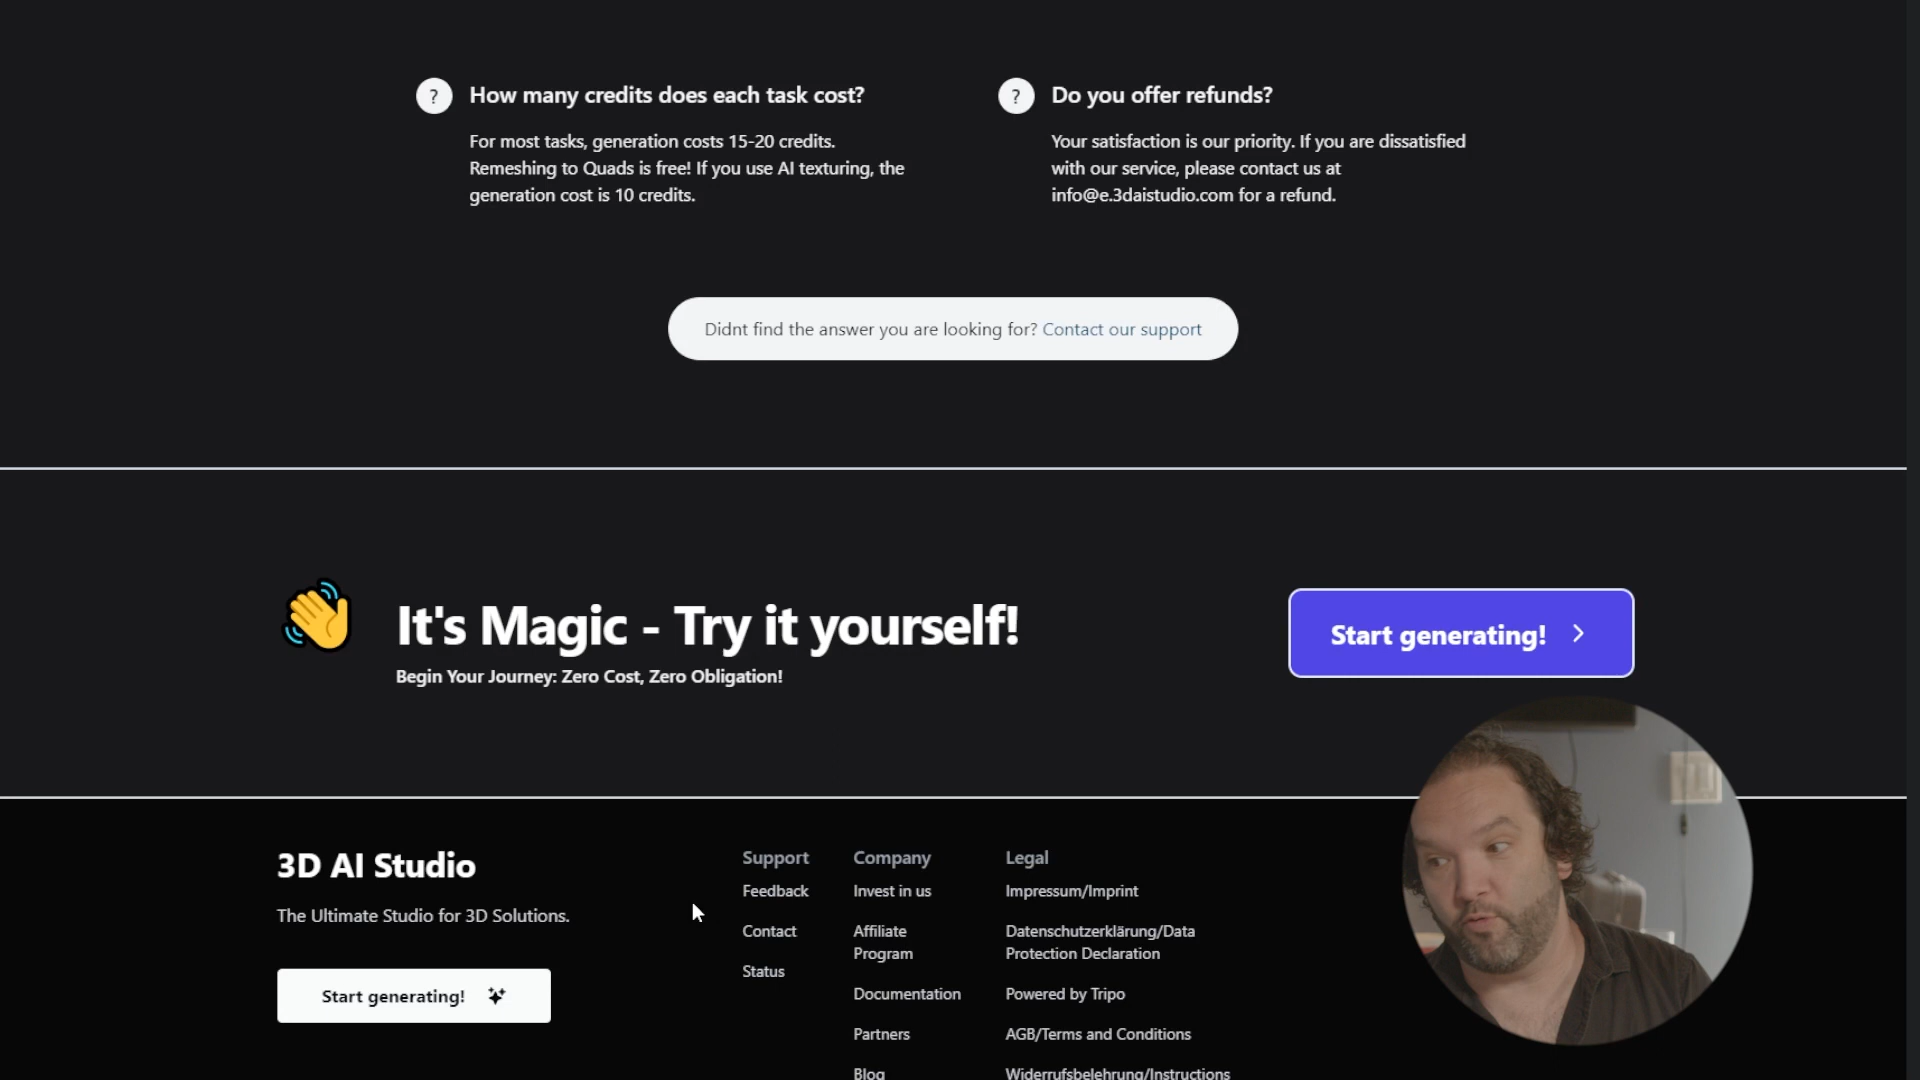 ? How many credits does each task cost?
For most tasks, generation costs 15-20 credits.
Remeshing to Quads is free! If you use AI texturing, the
generation cost is 10 credits.
? Do you offer refunds?
Your satisfaction is our priority. If you are dissatisfied
with our service, please contact us at
info@e.3daistudio.com for a refund.
Didnt find the answer you are looking for? Contact our support
It's Magic - Try it yourself!
Begin Your Journey: Zero Cost, Zero Obligation!
Start generating!
3D AI Studio
The Ultimate Studio for 3D Solutions.
Start generating!
Support
Feedback
Contact
Status
Company
Invest in us
Affiliate
Program
Documentation
Partners
Blog
Legal
Impressum/Imprint
Datenschutzerklärung/Data
Protection Declaration
Powered by Tripo
AGB/Terms and Conditions
Widerrufsbelehrung/Instructions